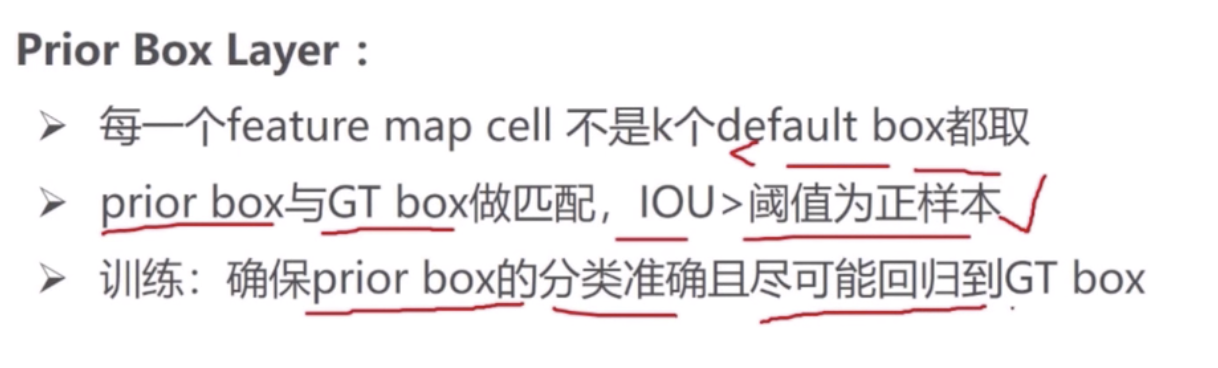 Prior Box Layer：
➢ 每一个feature map cell 不是k个default box都取
➢ prior box与GT box做匹配，IOU>阈值为正样本
➢ 训练：确保prior box的分类准确且尽可能回归到GT box